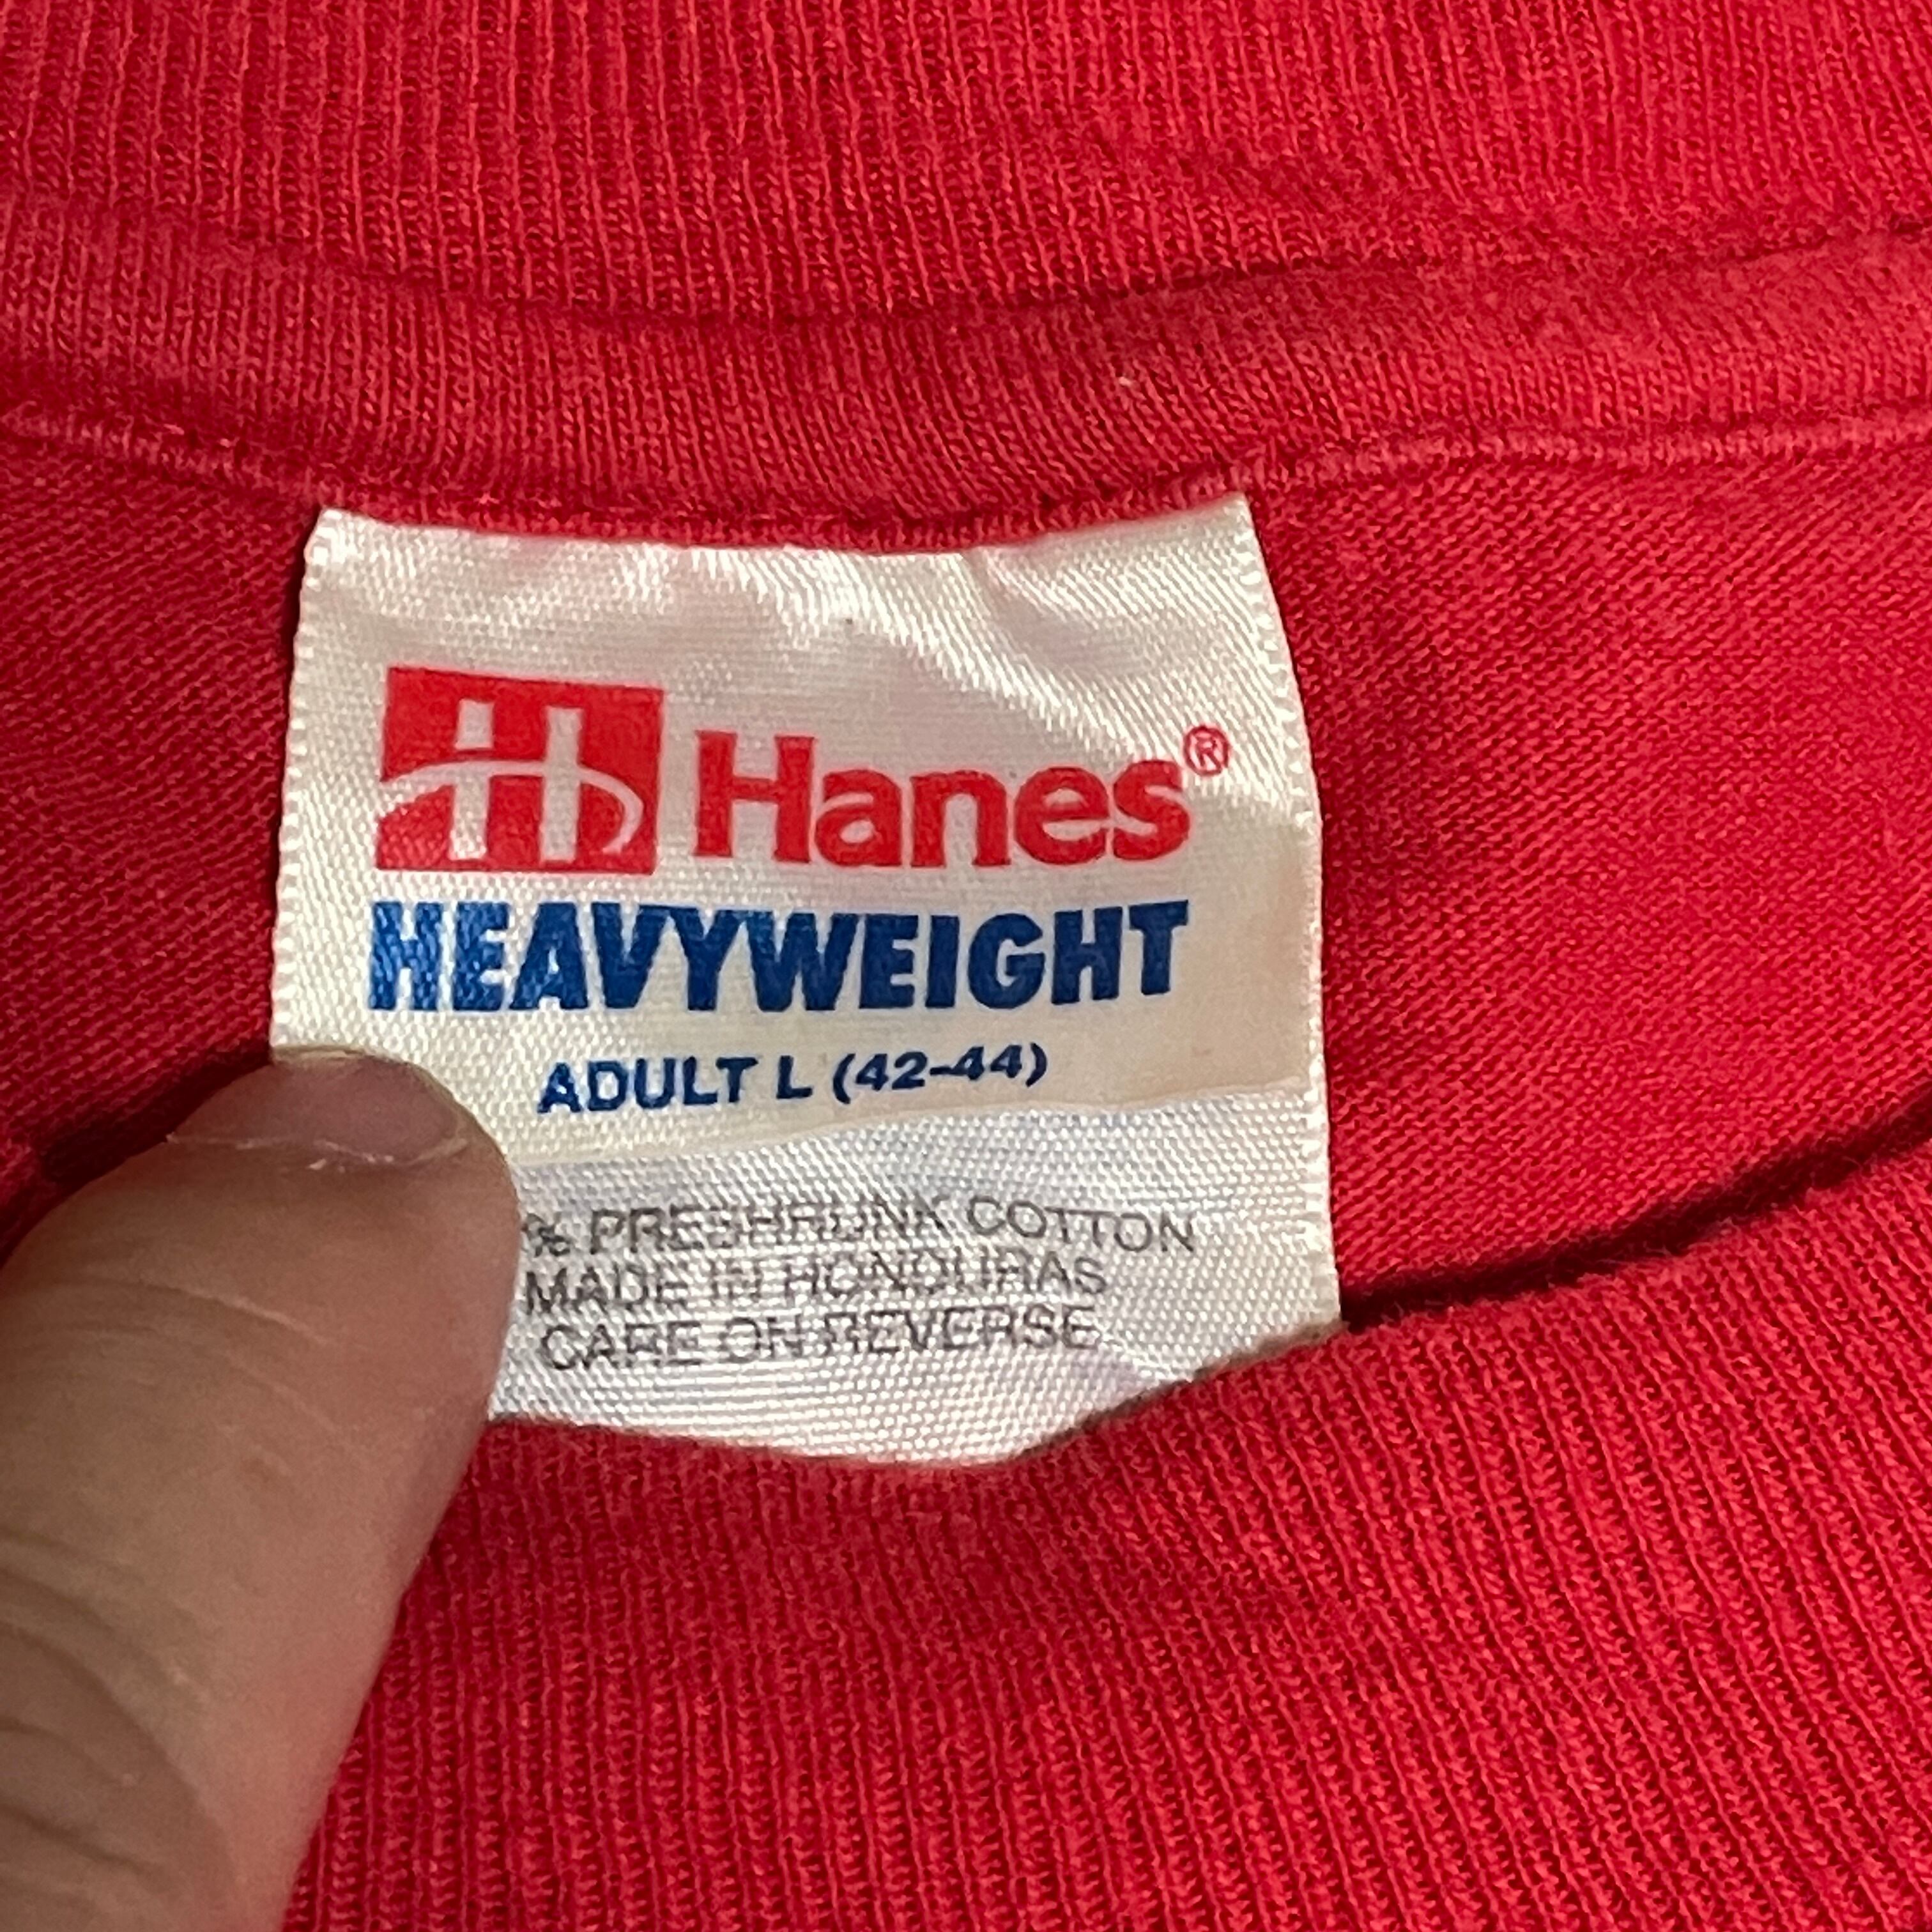 H Hanes®
HEAVYWEIGHT
ADULT L (42-44)
% PRESHRUNK COTTON
MADE IN HONDURAS
CARE ON REVERSE